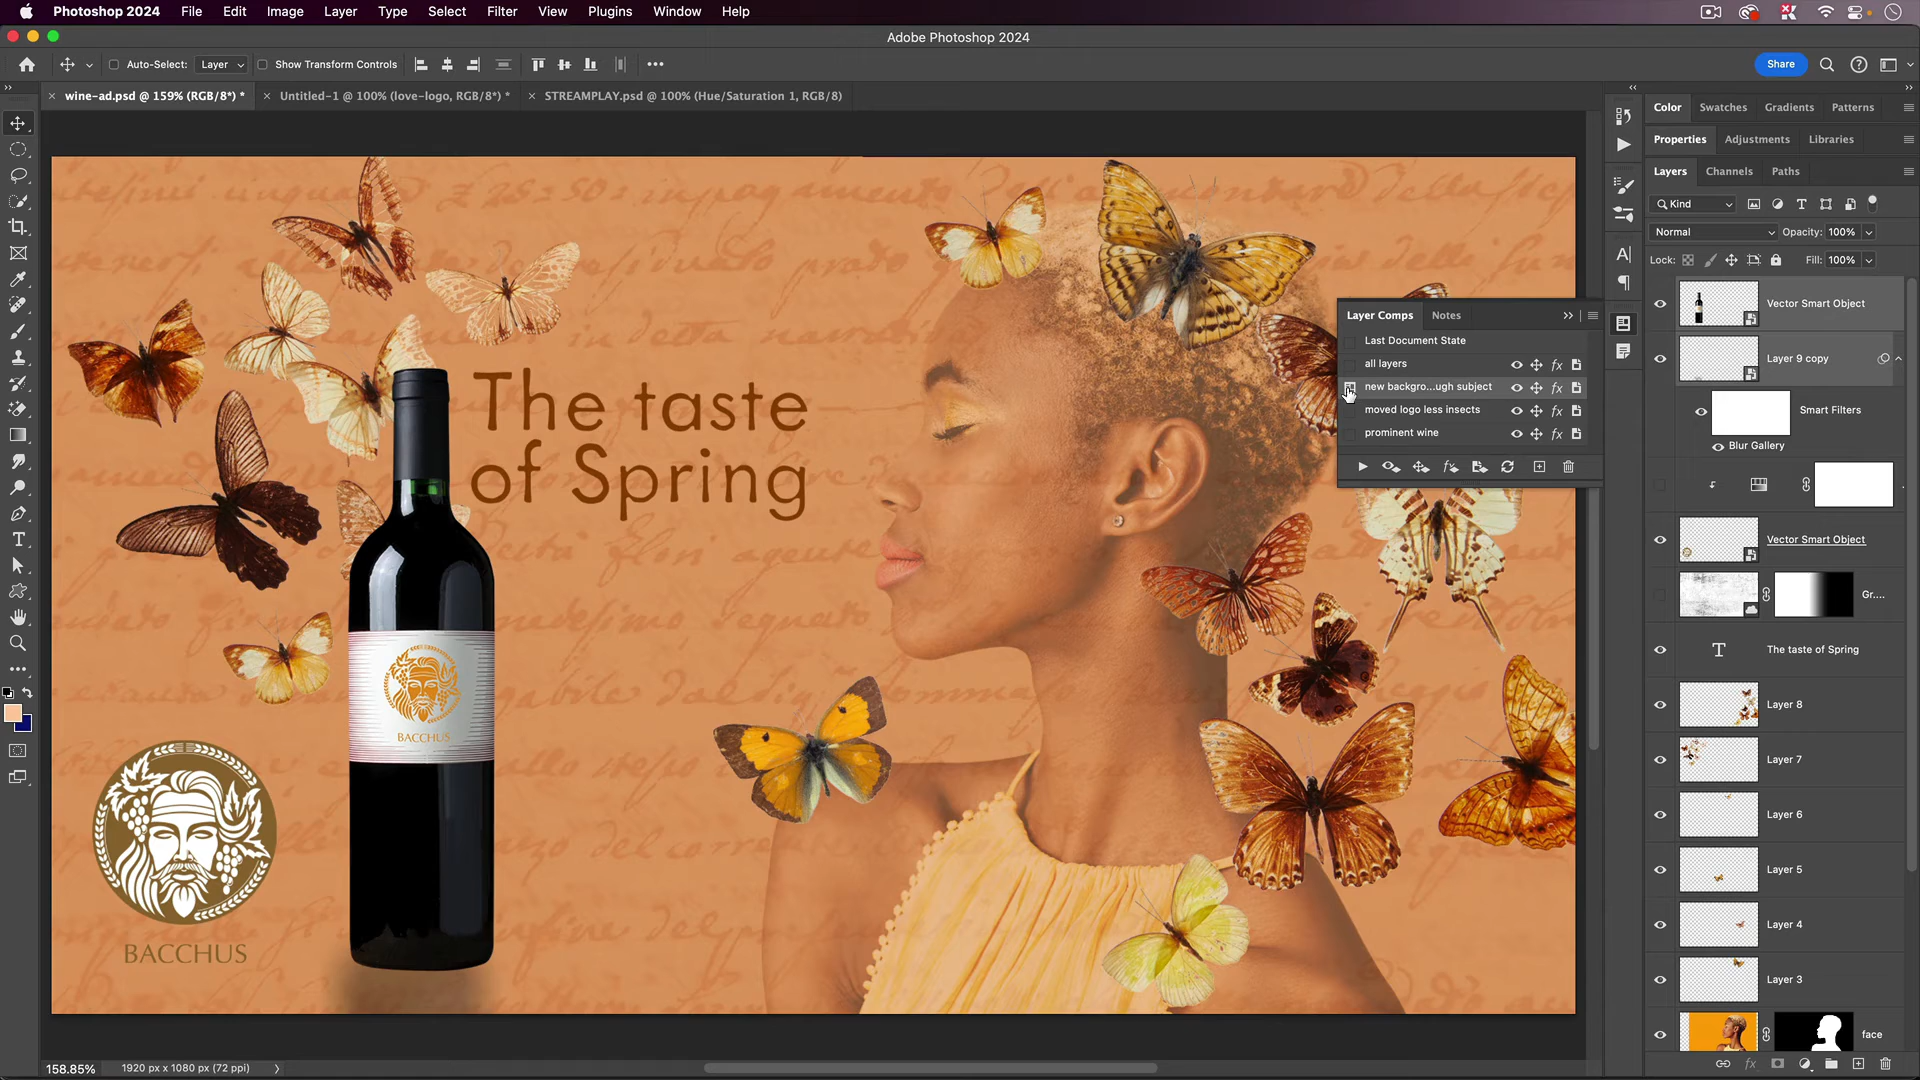 Photoshop 2024 File Edit Image Layer Type Select Filter View Plugins Window Help
Adobe Photoshop 2024
Auto-Select: Layer Show Transform Controls Share
wine-ad.psd @ 159% (RGB/8*) * Untitled-1 @ 100% (love-logo, RGB/8*) * STREAMPLAY.psd @ 100% (Hue/Saturation 1, RGB/8)
Color Swatches Gradients Patterns
Properties Adjustments Libraries
Layers Channels Paths
Kind
Normal Opacity: 100%
Lock: Fill: 100%
Vector Smart Object
Layer 9 copy
Smart Filters
Blur Gallery
Vector Smart Object
Gr....
The taste of Spring
Layer 8
Layer 7
Layer 6
Layer 5
Layer 4
Layer 3
face
Layer Comps Notes
Last Document State
all layers
new backgro...ugh subject
moved logo less insects
prominent wine
The taste
of Spring
BACCHUS
BACCHUS
158.85% 1920 px x 1080 px (72 ppi)